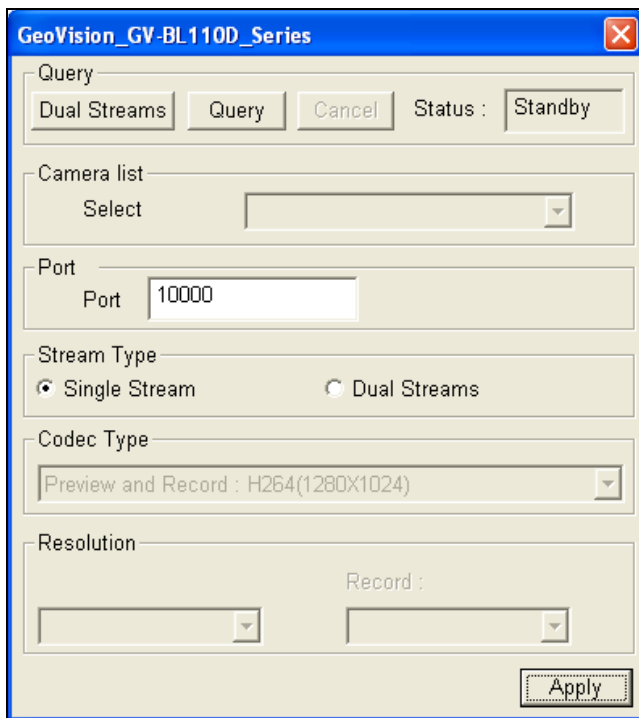 GeoVision_GV-BL110D_Series
Query
Dual Streams Query Cancel Status : Standby
Camera list
Select
Port
Port 10000
Stream Type
Single Stream Dual Streams
Codec Type
Preview and Record : H264(1280X1024)
Resolution
Record :
Apply